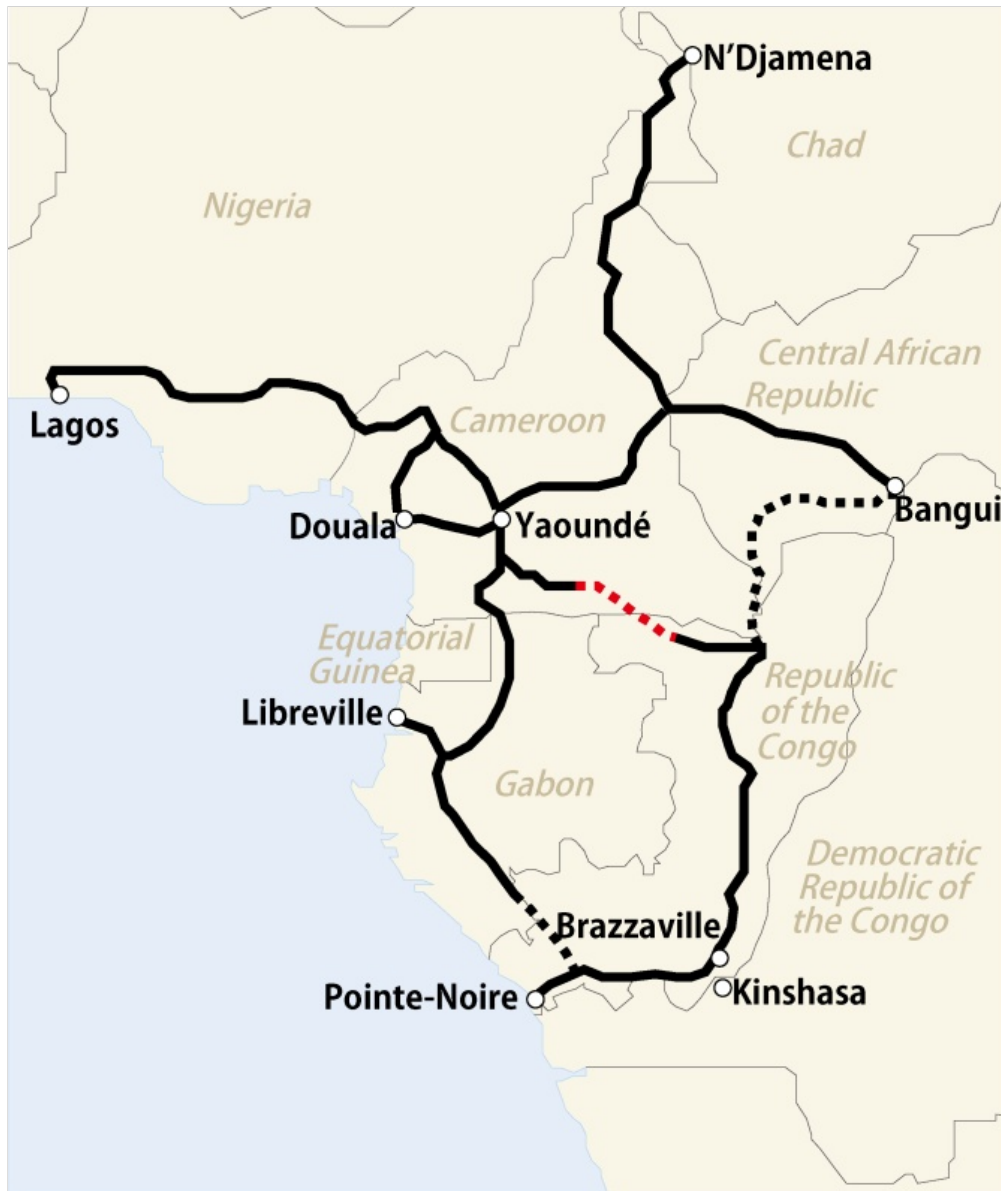 N'Djamena
Chad
Nigeria
Central African
Republic
Lagos
Cameroon
Bangui
Douala
Yaoundé
Equatorial
Guinea
Republic
of the
Congo
Libreville
Gabon
Democratic
Republic of
the Congo
Brazzaville
Pointe-Noire
Kinshasa